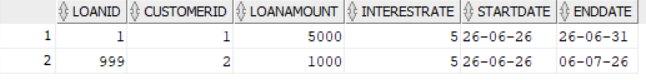 LOANID CUSTOMERID LOANAMOUNT INTERESTRATE STARTDATE ENDDATE
1 1 1 5000 5 26-06-26 26-06-31
2 999 2 1000 5 26-06-26 06-07-26